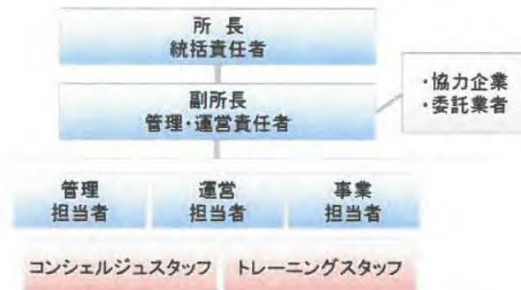 所 長
統括責任者
副所長
管理・運営責任者
・協力企業
・委託業者
管理
担当者
運営
担当者
事業
担当者
コンシェルジュスタッフ
トレーニングスタッフ